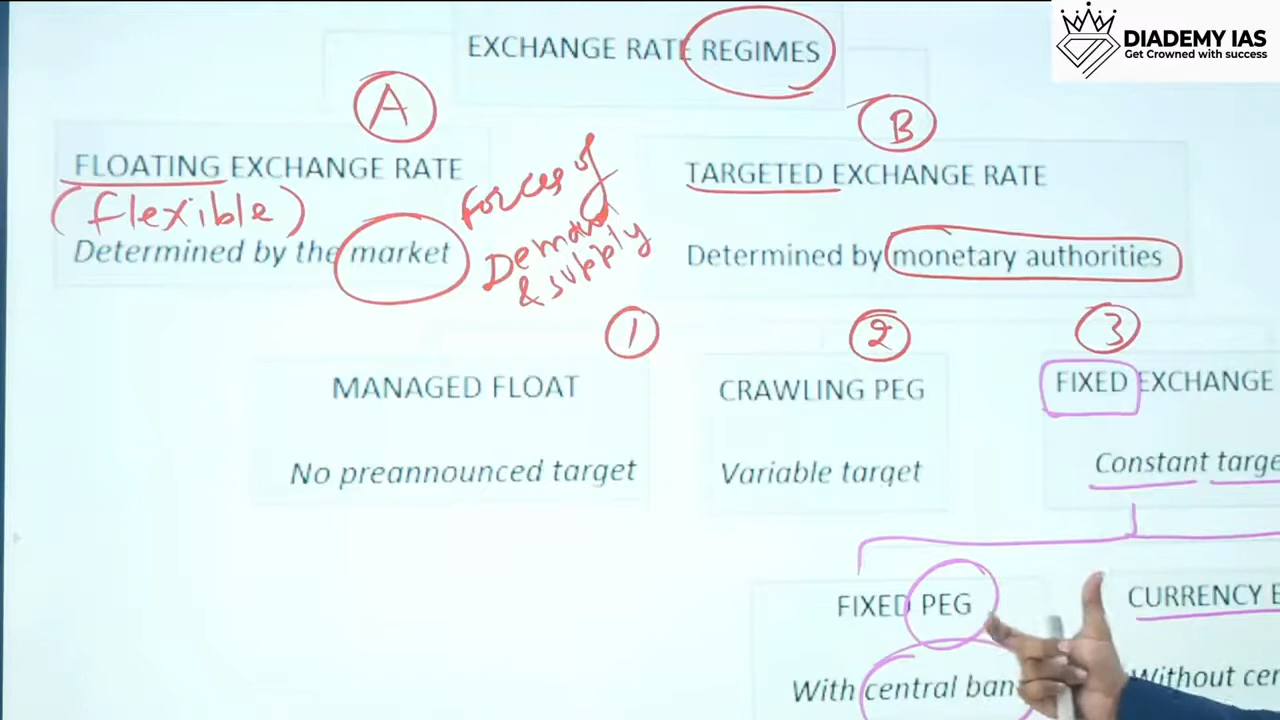 EXCHANGE RATE REGIMES
DIADEMY IAS
Get Crowned with success
A
B
FLOATING EXCHANGE RATE
(flexible)
Determined by the market
Forces of
Demand
& supply
TARGETED EXCHANGE RATE
Determined by monetary authorities
1
2
3
MANAGED FLOAT
No preannounced target
CRAWLING PEG
Variable target
FIXED EXCHANGE
Constant targe
FIXED PEG
With central ban
CURRENCY
Without cen